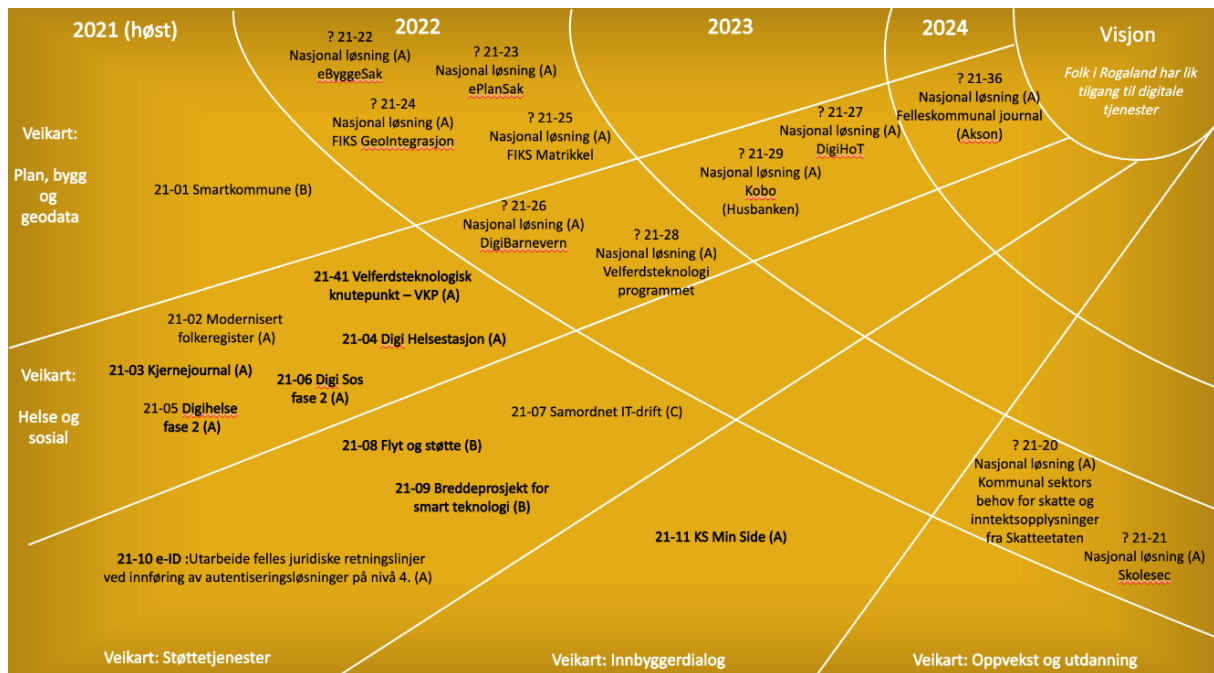 2021 (høst)
2022
2023
2024
Visjon
Folk i Rogaland har lik
tilgang til digitale
tjenester
Veikart:
Plan, bygg
og
geodata
? 21-22
Nasjonal løsning (A)
eByggeSak
? 21-23
Nasjonal løsning (A)
ePlanSak
? 21-24
Nasjonal løsning (A)
FIKS GeoIntegrasjon
? 21-25
Nasjonal løsning (A)
FIKS Matrikkel
21-01 Smartkommune (B)
? 21-36
Nasjonal løsning (A)
Felleskommunal journal
(Akson)
? 21-27
Nasjonal løsning (A)
DigiHoT
? 21-29
Nasjonal løsning (A)
Kobo
(Husbanken)
? 21-26
Nasjonal løsning (A)
DigiBarnevern
? 21-28
Nasjonal løsning (A)
Velferdsteknologi
programmet
21-41 Velferdsteknologisk
knutepunkt – VKP (A)
21-02 Modernisert
folkeregister (A)
21-04 Digi Helsestasjon (A)
Veikart:
Helse og
sosial
21-03 Kjernejournal (A)
21-06 Digi Sos
fase 2 (A)
21-05 Digihelse
fase 2 (A)
21-07 Samordnet IT-drift (C)
21-08 Flyt og støtte (B)
21-09 Breddeprosjekt for
smart teknologi (B)
21-10 e-ID :Utarbeide felles juridiske retningslinjer
ved innføring av autentiseringsløsninger på nivå 4. (A)
21-11 KS Min Side (A)
? 21-20
Nasjonal løsning (A)
Kommunal sektors
behov for skatte og
inntektsopplysninger
fra Skatteetaten
? 21-21
Nasjonal løsning (A)
Skolesec
Veikart: Støttetjenester
Veikart: Innbyggerdialog
Veikart: Oppvekst og utdanning